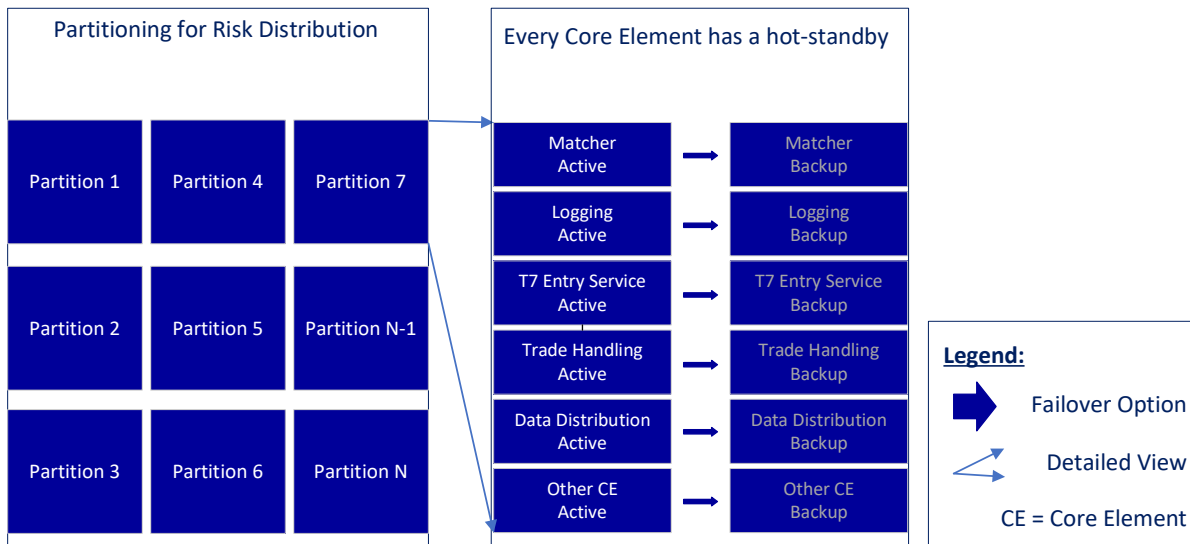 Partitioning for Risk Distribution
Partition 1
Partition 4
Partition 7
Partition 2
Partition 5
Partition N-1
Partition 3
Partition 6
Partition N
Every Core Element has a hot-standby
Matcher
Active
Matcher
Backup
Logging
Active
Logging
Backup
T7 Entry Service
Active
T7 Entry Service
Backup
Trade Handling
Active
Trade Handling
Backup
Data Distribution
Active
Data Distribution
Backup
Other CE
Active
Other CE
Backup
Legend:
Failover Option
Detailed View
CE = Core Element